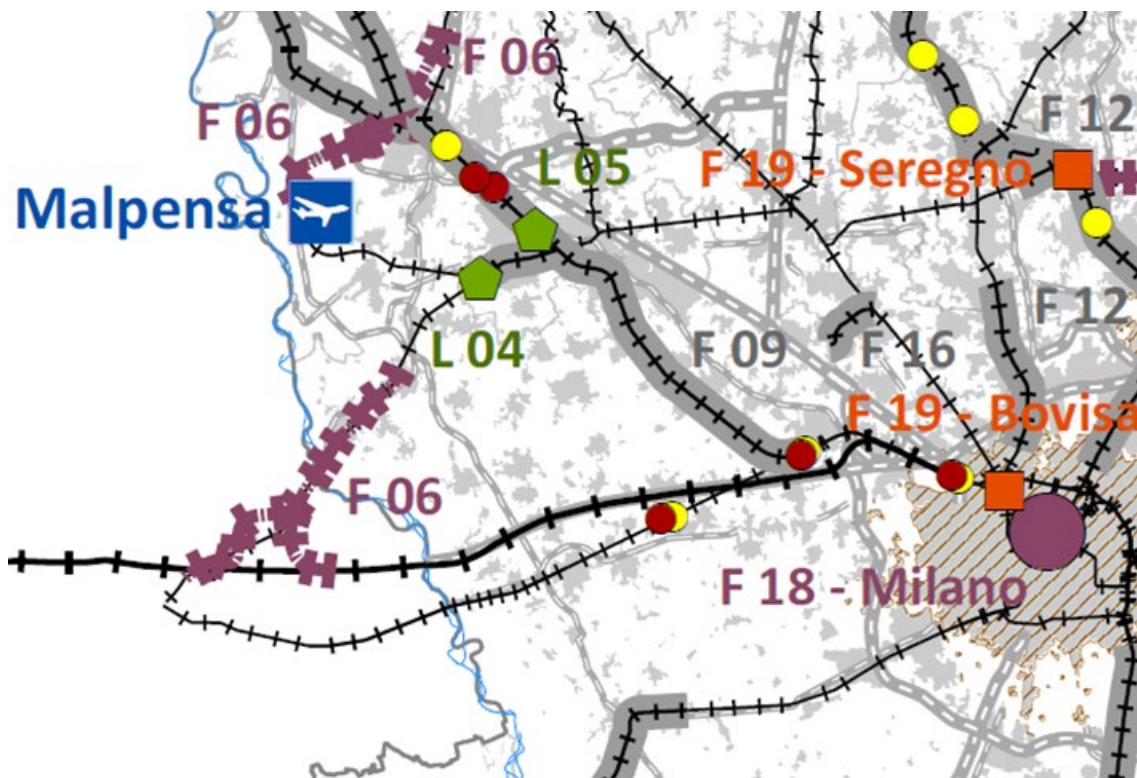 F 06
F 06
F 12
L 05
F 19 - Seregno
Malpensa
F 12
L 04
F 09
F 16
F 19 - Bovisa
F 06
F 18 - Milano